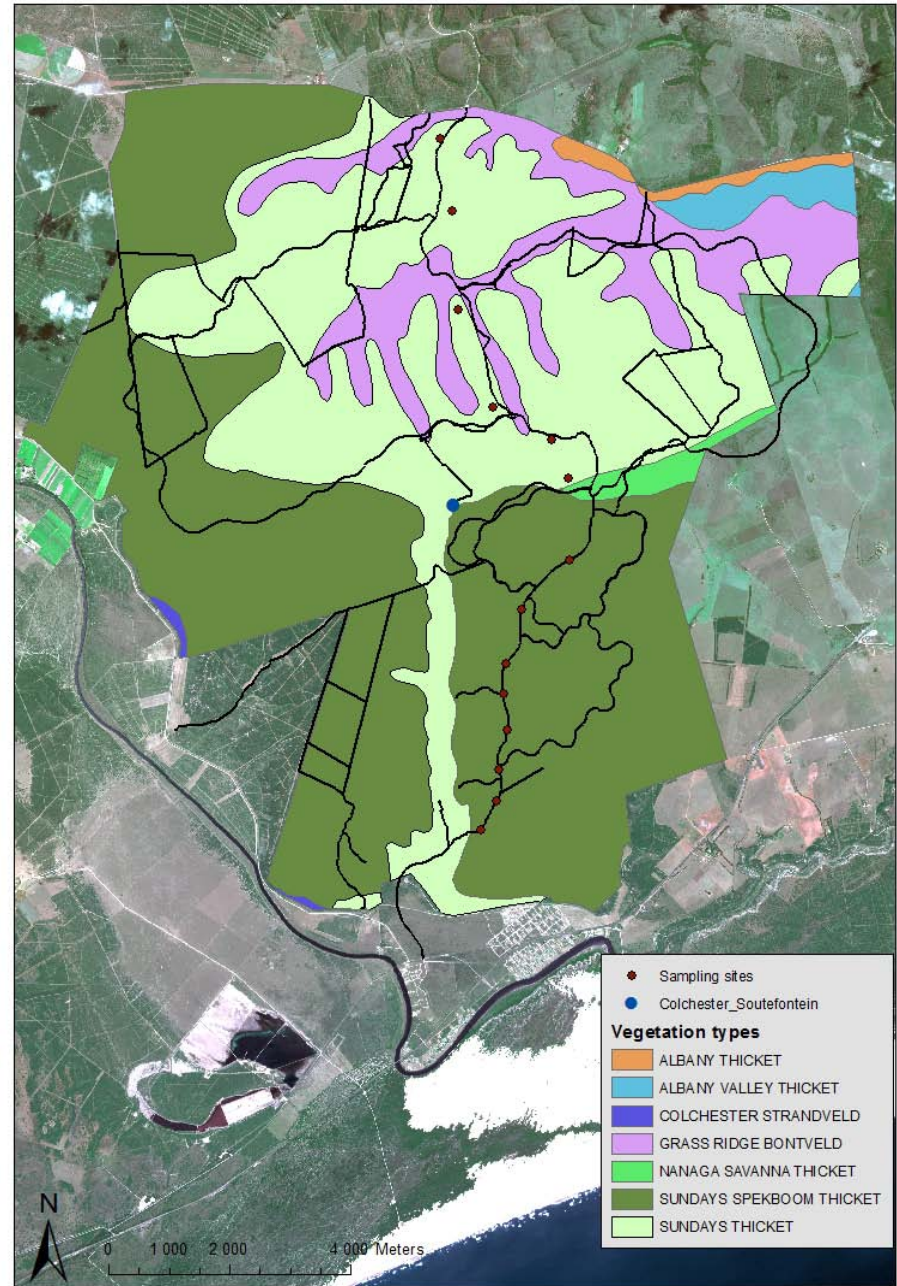 Sampling sites
Colchester_Soutefontein
Vegetation types
ALBANY THICKET
ALBANY VALLEY THICKET
COLCHESTER STRANDVELD
GRASS RIDGE BONTVELD
NANAGA SAVANNA THICKET
SUNDAYS SPEKBOOM THICKET
SUNDAYS THICKET
N
0 1 000 2 000 4 000 Meters